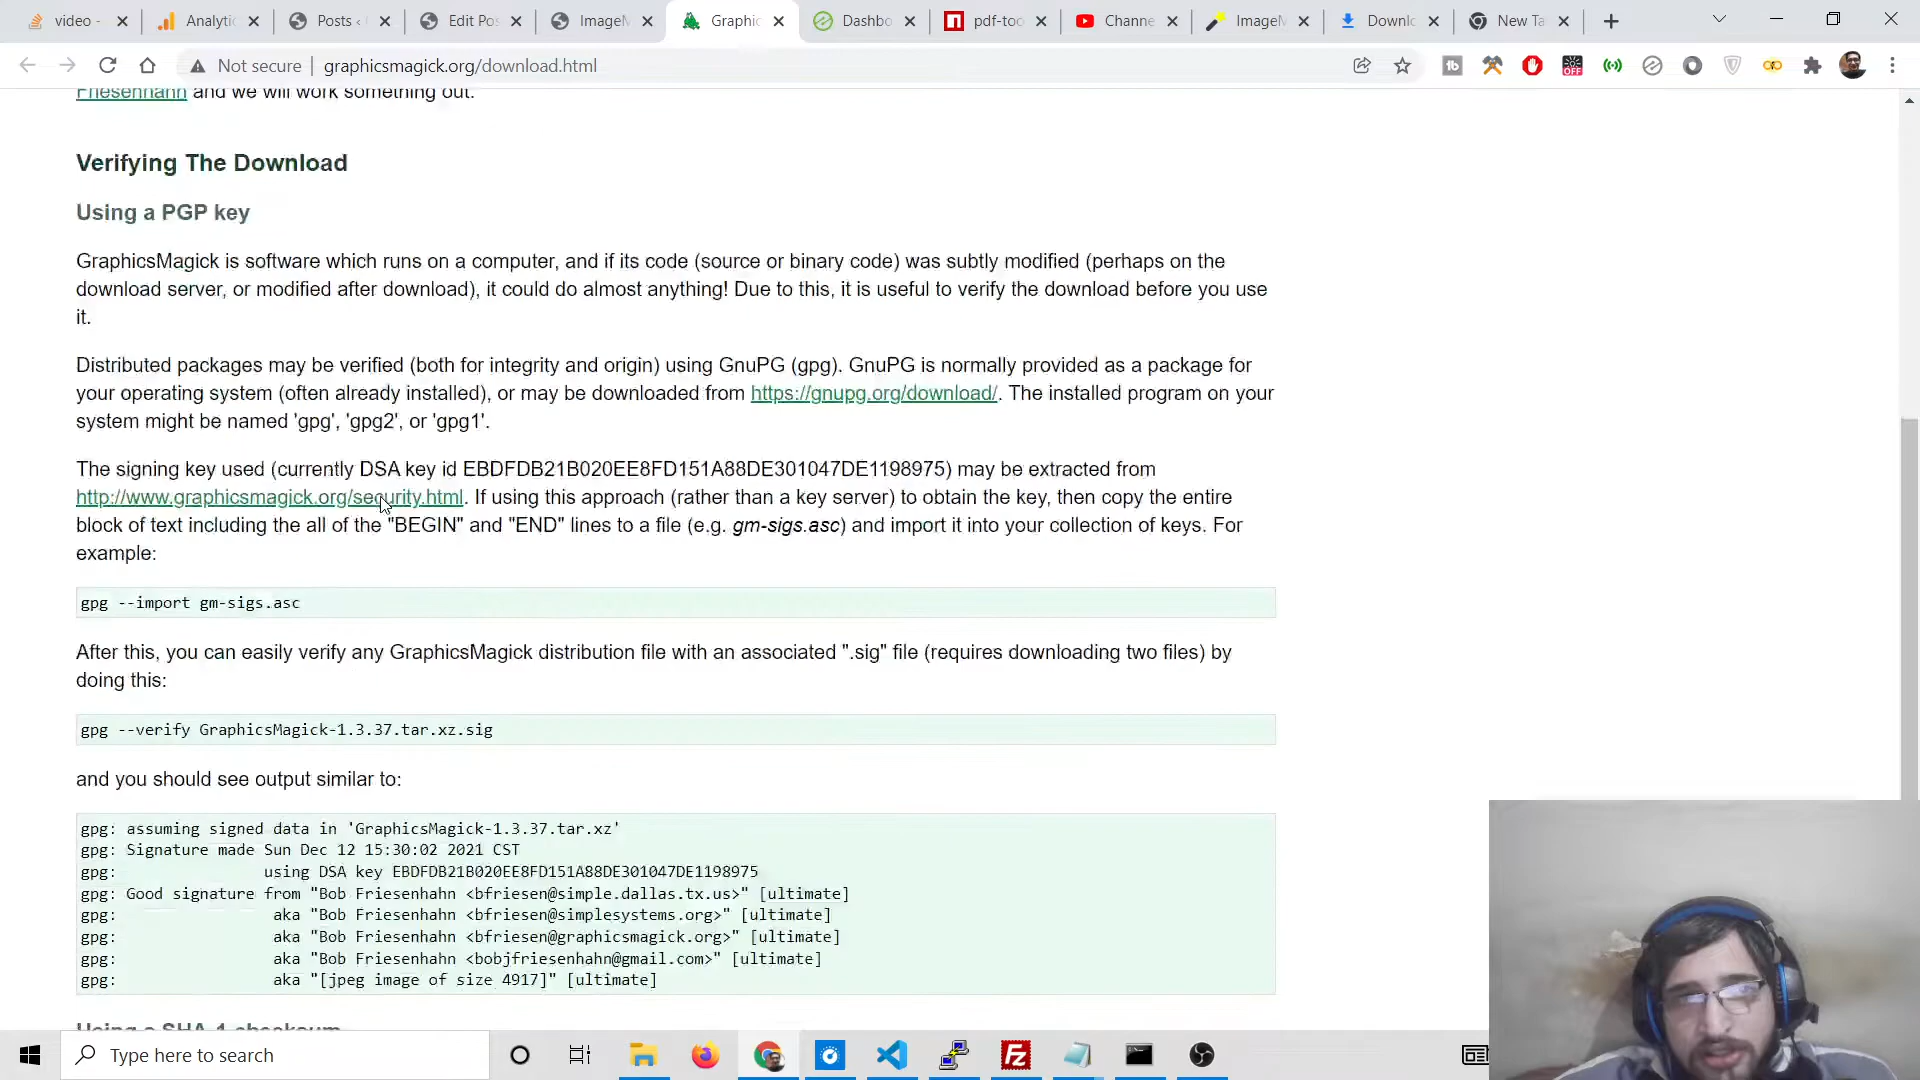 video -
Analytic
Posts ‹
Edit Pos
ImageM
Graphic
Dashbo
pdf-too
Channe
ImageM
Downlo
New Ta
Not secure | graphicsmagick.org/download.html
Friesenhahn and we will work something out.
Verifying The Download
Using a PGP key
GraphicsMagick is software which runs on a computer, and if its code (source or binary code) was subtly modified (perhaps on the
download server, or modified after download), it could do almost anything! Due to this, it is useful to verify the download before you use
it.
Distributed packages may be verified (both for integrity and origin) using GnuPG (gpg). GnuPG is normally provided as a package for
your operating system (often already installed), or may be downloaded from https://gnupg.org/download/. The installed program on your
system might be named 'gpg', 'gpg2', or 'gpg1'.
The signing key used (currently DSA key id EBDFDB21B020EE8FD151A88DE301047DE1198975) may be extracted from
http://www.graphicsmagick.org/security.html. If using this approach (rather than a key server) to obtain the key, then copy the entire
block of text including the all of the "BEGIN" and "END" lines to a file (e.g. gm-sigs.asc) and import it into your collection of keys. For
example:
gpg --import gm-sigs.asc
After this, you can easily verify any GraphicsMagick distribution file with an associated ".sig" file (requires downloading two files) by
doing this:
gpg --verify GraphicsMagick-1.3.37.tar.xz.sig
and you should see output similar to:
gpg: assuming signed data in 'GraphicsMagick-1.3.37.tar.xz'
gpg: Signature made Sun Dec 12 15:30:02 2021 CST
gpg: using DSA key EBDFDB21B020EE8FD151A88DE301047DE1198975
gpg: Good signature from "Bob Friesenhahn <bfriesen@simple.dallas.tx.us>" [ultimate]
gpg: aka "Bob Friesenhahn <bfriesen@simplesystems.org>" [ultimate]
gpg: aka "Bob Friesenhahn <bfriesen@graphicsmagick.org>" [ultimate]
gpg: aka "Bob Friesenhahn <bobjfriesenhahn@gmail.com>" [ultimate]
gpg: aka "[jpeg image of size 4917]" [ultimate]
Using a SHA-1 checksum
Type here to search